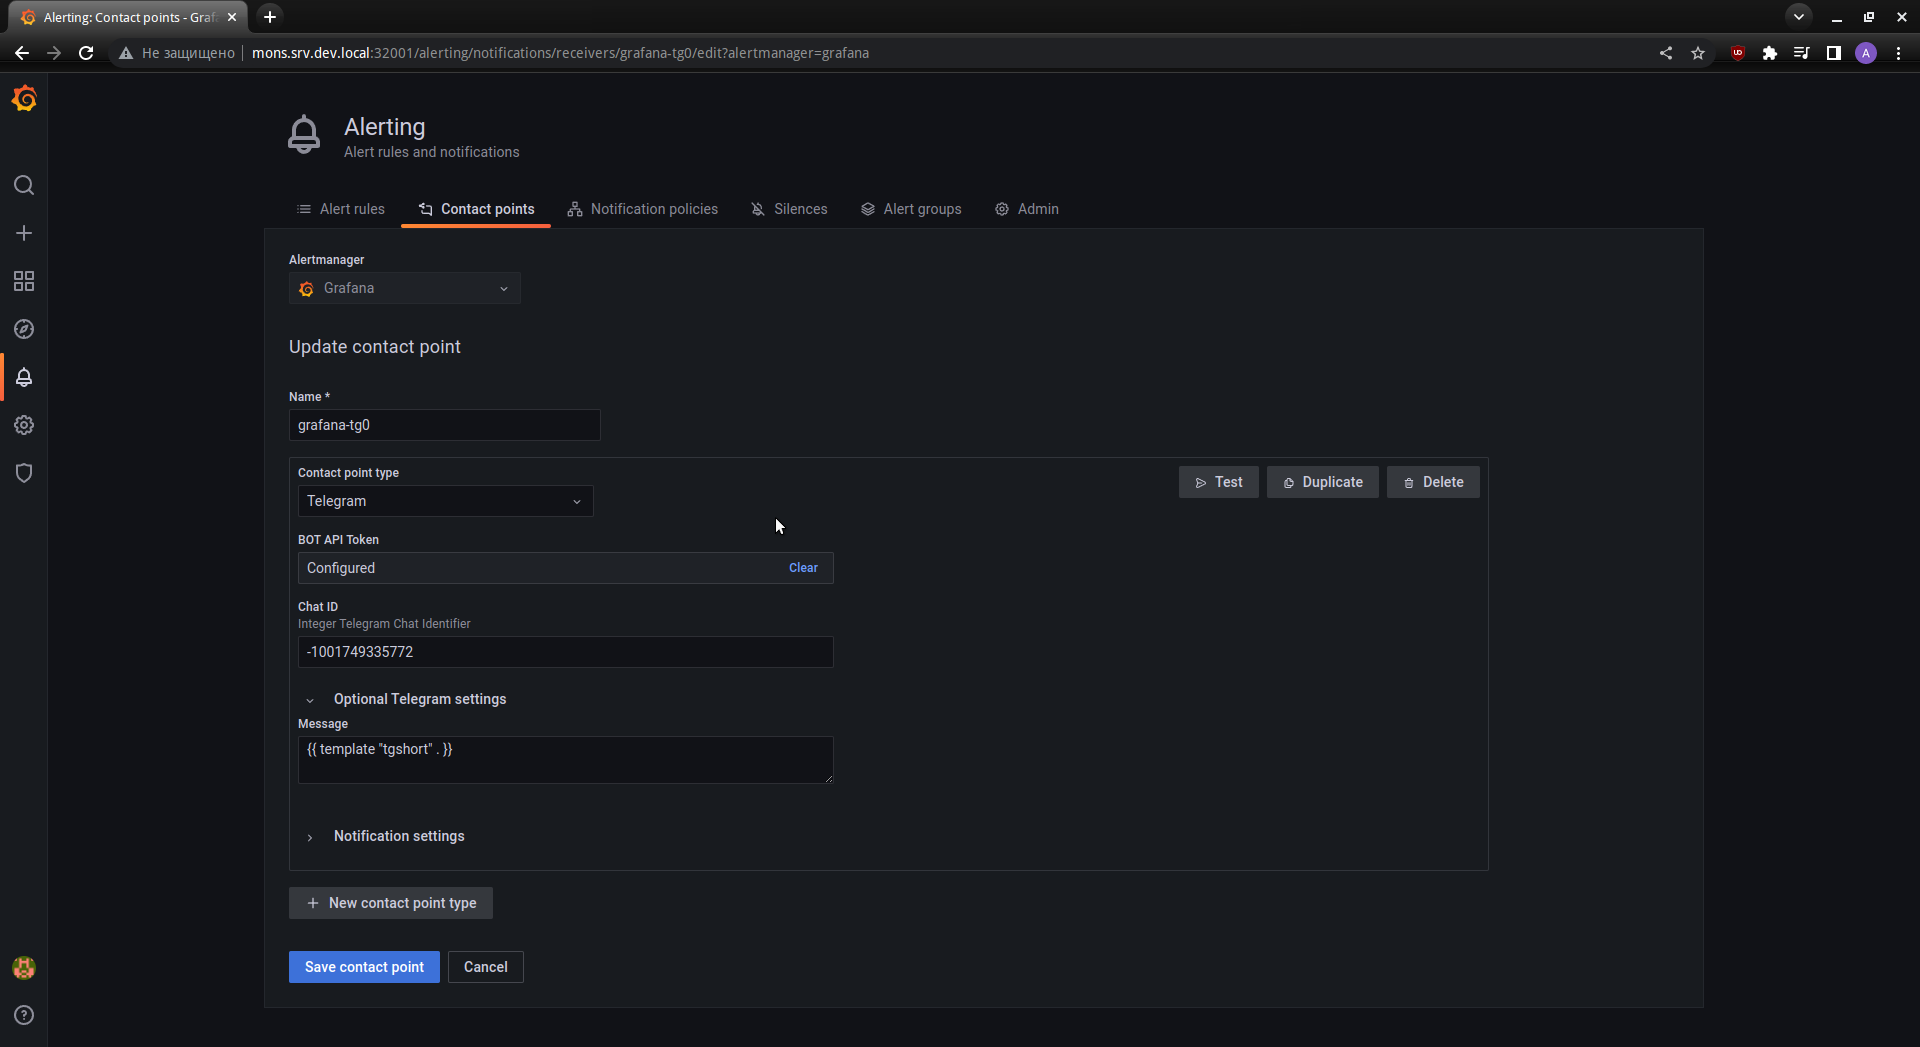 Alerting: Contact points - Graf
Не защищено
mons.srv.dev.local:32001/alerting/notifications/receivers/grafana-tg0/edit?alertmanager=grafana
A
Alerting
Alert rules and notifications
Alert rules
Contact points
Notification policies
Silences
Alert groups
Admin
Alertmanager
Grafana
Update contact point
Name *
grafana-tg0
Contact point type
Test
Duplicate
Delete
Telegram
BOT API Token
Configured
Clear
Chat ID
Integer Telegram Chat Identifier
-1001749335772
Optional Telegram settings
Message
{{ template "tgshort" . }}
Notification settings
New contact point type
Save contact point
Cancel